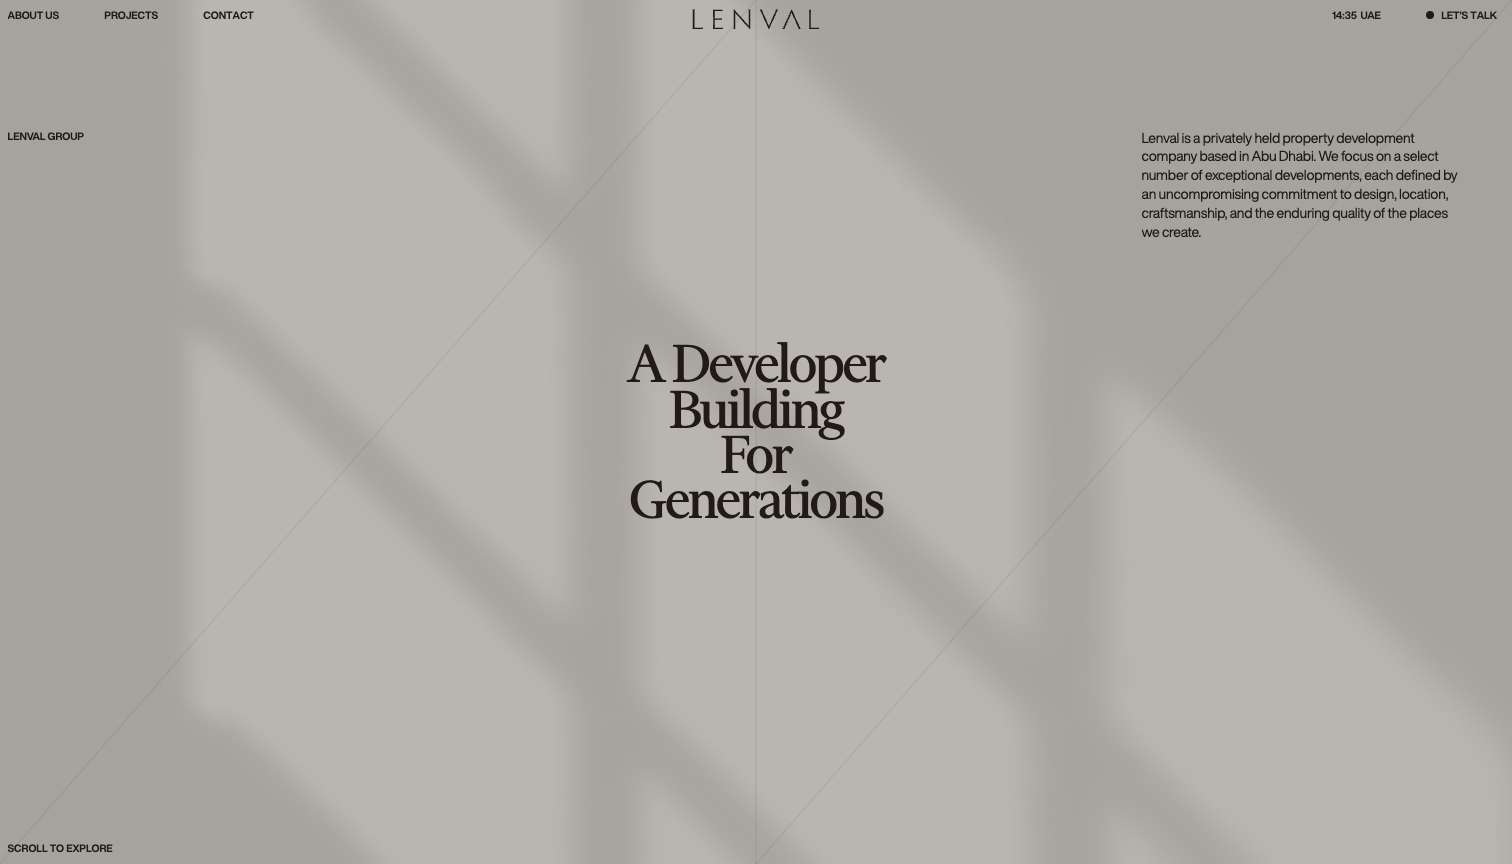 ABOUT US
PROJECTS
CONTACT
LENVAL
14:35 UAE
LET'S TALK
LENVAL GROUP
Lenval is a privately held property development
company based in Abu Dhabi. We focus on a select
number of exceptional developments, each defined by
an uncompromising commitment to design, location,
craftsmanship, and the enduring quality of the places
we create.
A Developer
Building
For
Generations
SCROLL TO EXPLORE